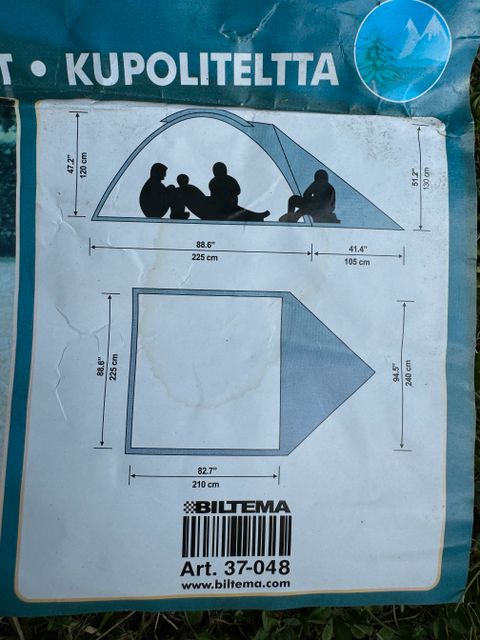 T • KUPOLITELTTA
47.2"
120 cm
51.2"
130 cm
88.6"
225 cm
41.4"
105 cm
88.6"
225 cm
94.5"
240 cm
82.7"
210 cm
BILTEMA
Art. 37-048
www.biltema.com